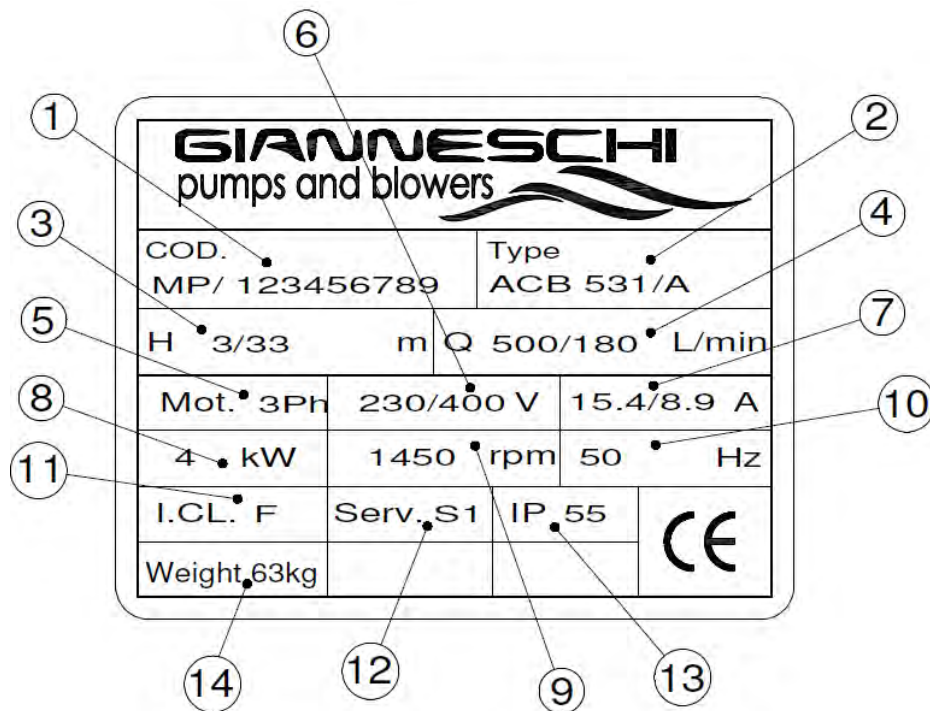 6
1
2
GIANNESCHI
pumps and blowers
3
4
COD.
Type
MP/ 123456789
ACB 531/A
5
7
H 3/33 m Q 500/180 L/min
8
10
Mot. 3Ph 230/400 V 15.4/8.9 A
4 kW 1450 rpm 50 Hz
11
I.CL. F Serv. S1 IP 55
CE
Weight 63kg
14
12
9
13